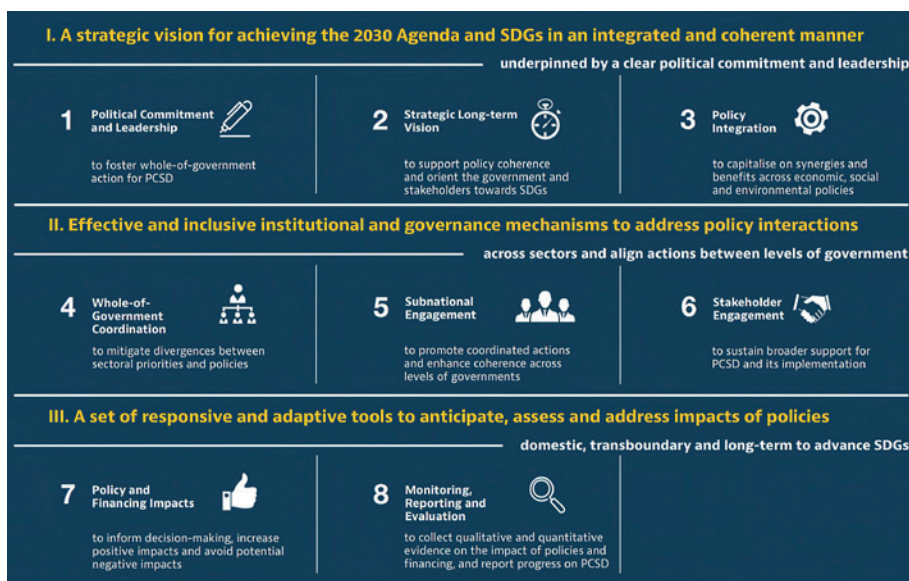 I. A strategic vision for achieving the 2030 Agenda and SDGs in an integrated and coherent manner
underpinned by a clear political commitment and leadership
1
Political Commitment
and Leadership
to foster whole-of-government
action for PCSD
2
Strategic Long-term
Vision
to support policy coherence
and orient the government and
stakeholders towards SDGs
3
Policy
Integration
to capitalise on synergies and
benefits across economic, social
and environmental policies
II. Effective and inclusive institutional and governance mechanisms to address policy interactions
across sectors and align actions between levels of government
4
Whole-of-
Government
Coordination
to mitigate divergences between
sectoral priorities and policies
5
Subnational
Engagement
to promote coordinated actions
and enhance coherence across
levels of governments
6
Stakeholder
Engagement
to sustain broader support for
PCSD and its implementation
III. A set of responsive and adaptive tools to anticipate, assess and address impacts of policies
domestic, transboundary and long-term to advance SDGs
7
Policy and
Financing Impacts
to inform decision-making, increase
positive impacts and avoid potential
negative impacts
8
Monitoring,
Reporting and
Evaluation
to collect qualitative and quantitative
evidence on the impact of policies and
financing, and report progress on PCSD